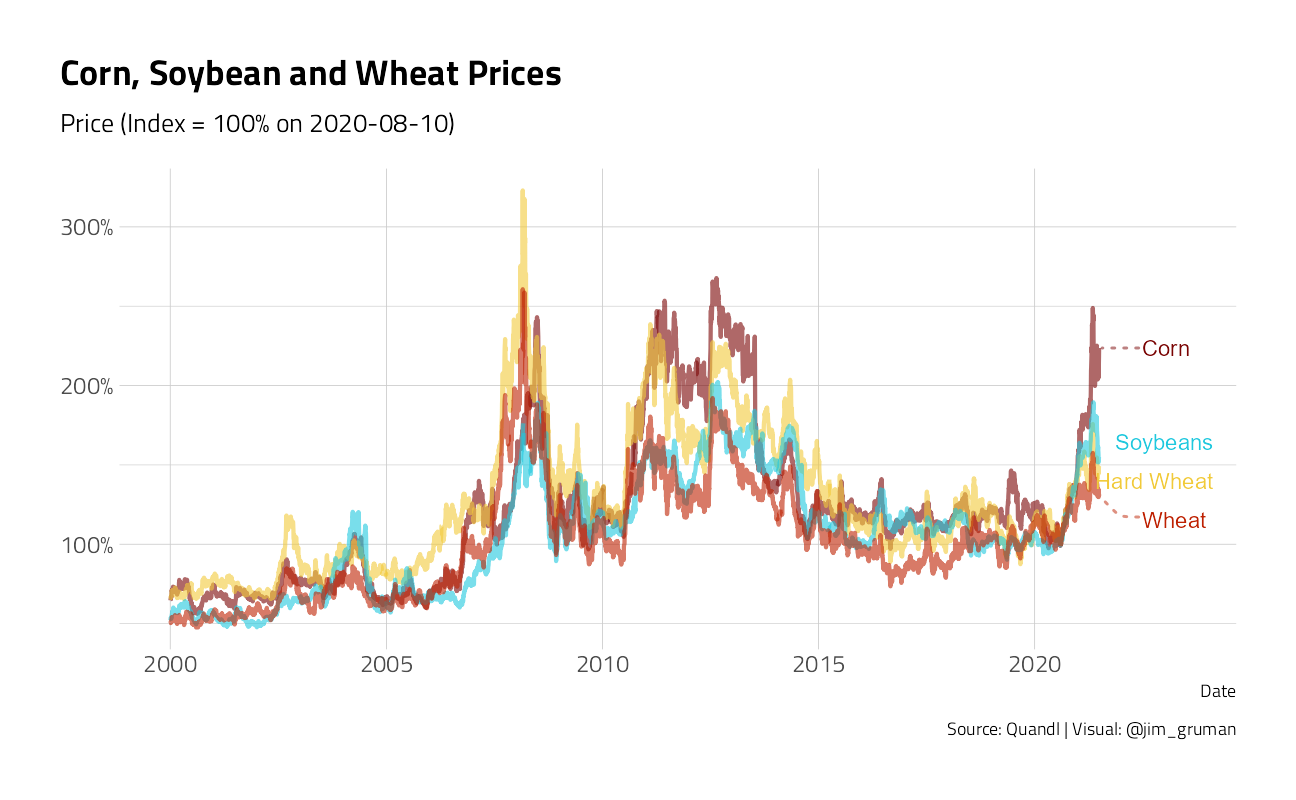 Corn, Soybean and Wheat Prices
Price (Index = 100% on 2020-08-10)
300%
200%
100%
Corn
Soybeans
Hard Wheat
Wheat
2000 2005 2010 2015 2020
Date
Source: Quandl | Visual: @jim_gruman